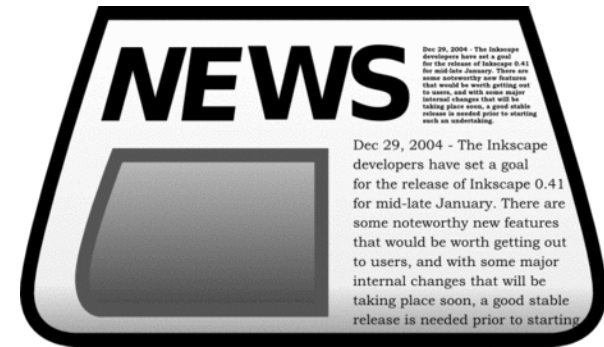 NEWS
Dec 29, 2004 - The Inkscape
developers have set a goal
for the release of Inkscape 0.41
for mid-late January. There are
some noteworthy new features
that would be worth getting out
to users, and with some major
internal changes that will be
taking place soon, a good stable
release is needed prior to starting
such an undertaking.
Dec 29, 2004 - The Inkscape
developers have set a goal
for the release of Inkscape 0.41
for mid-late January. There are
some noteworthy new features
that would be worth getting out
to users, and with some major
internal changes that will be
taking place soon, a good stable
release is needed prior to starting